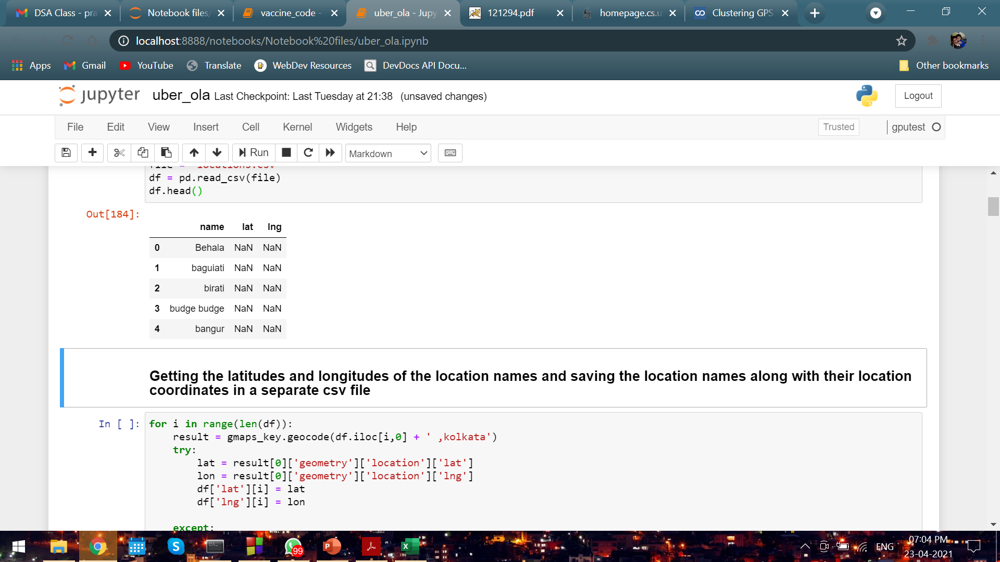 DSA Class - pra
Notebook files/
vaccine_code -
uber_ola - Jupy
121294.pdf
homepage.cs.u
Clustering GPS
localhost:8888/notebooks/Notebook%20files/uber_ola.ipynb
Apps
Gmail
YouTube
Translate
WebDev Resources
DevDocs API Docu...
Other bookmarks
jupyter
uber_ola Last Checkpoint: Last Tuesday at 21:38 (unsaved changes)
Logout
File Edit View Insert Cell Kernel Widgets Help
Trusted
gputest
Run
Markdown
file = 'locations.csv'
df = pd.read_csv(file)
df.head()
Out[184]:
name lat lng
0 Behala NaN NaN
1 baguiati NaN NaN
2 birati NaN NaN
3 budge budge NaN NaN
4 bangur NaN NaN
Getting the latitudes and longitudes of the location names and saving the location names along with their location
coordinates in a separate csv file
In [ ]:
for i in range(len(df)):
    result = gmaps_key.geocode(df.iloc[i,0] + ' ,kolkata')
    try:
        lat = result[0]['geometry']['location']['lat']
        lon = result[0]['geometry']['location']['lng']
        df['lat'][i] = lat
        df['lng'][i] = lon
    except:
99
ENG
07:04 PM
23-04-2021